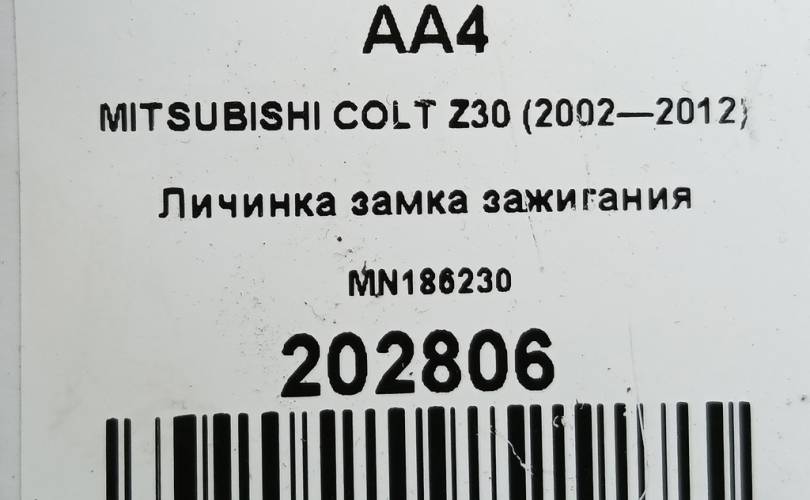 AA4
MITSUBISHI COLT Z30 (2002—2012)
Личинка замка зажигания
MN186230
202806